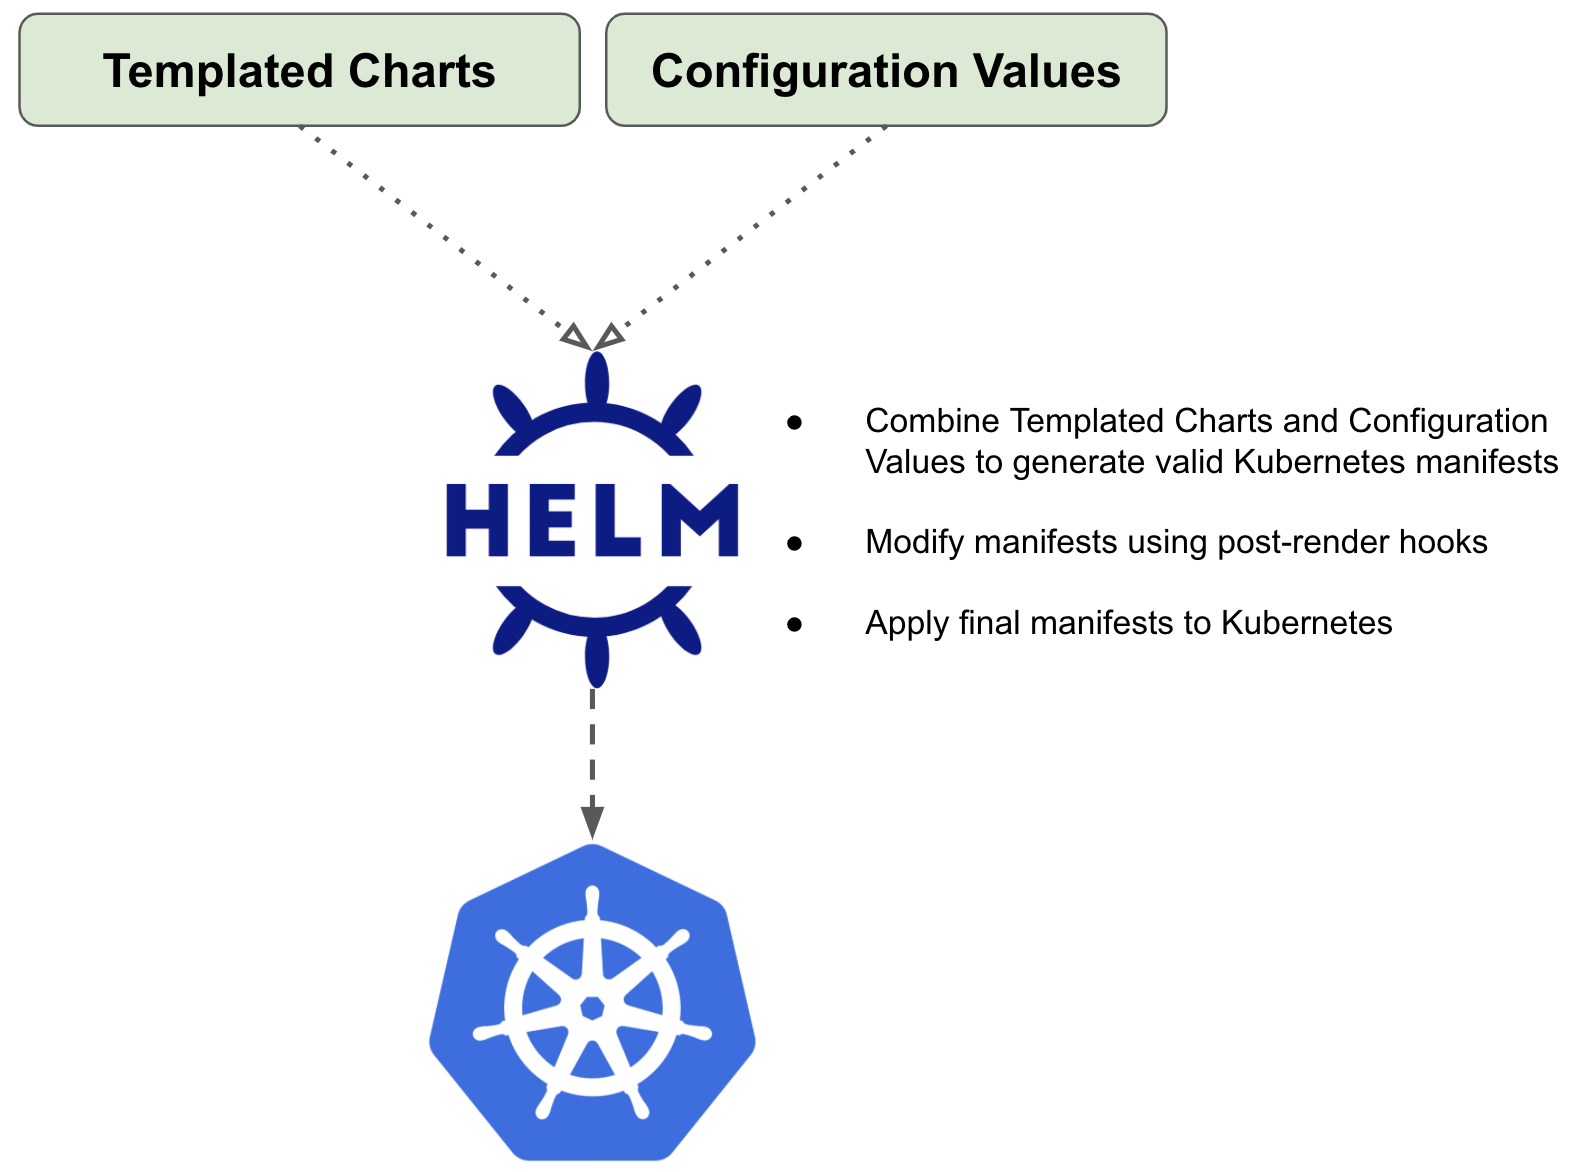 Templated Charts
Configuration Values
HELM
● Combine Templated Charts and Configuration
Values to generate valid Kubernetes manifests
● Modify manifests using post-render hooks
● Apply final manifests to Kubernetes